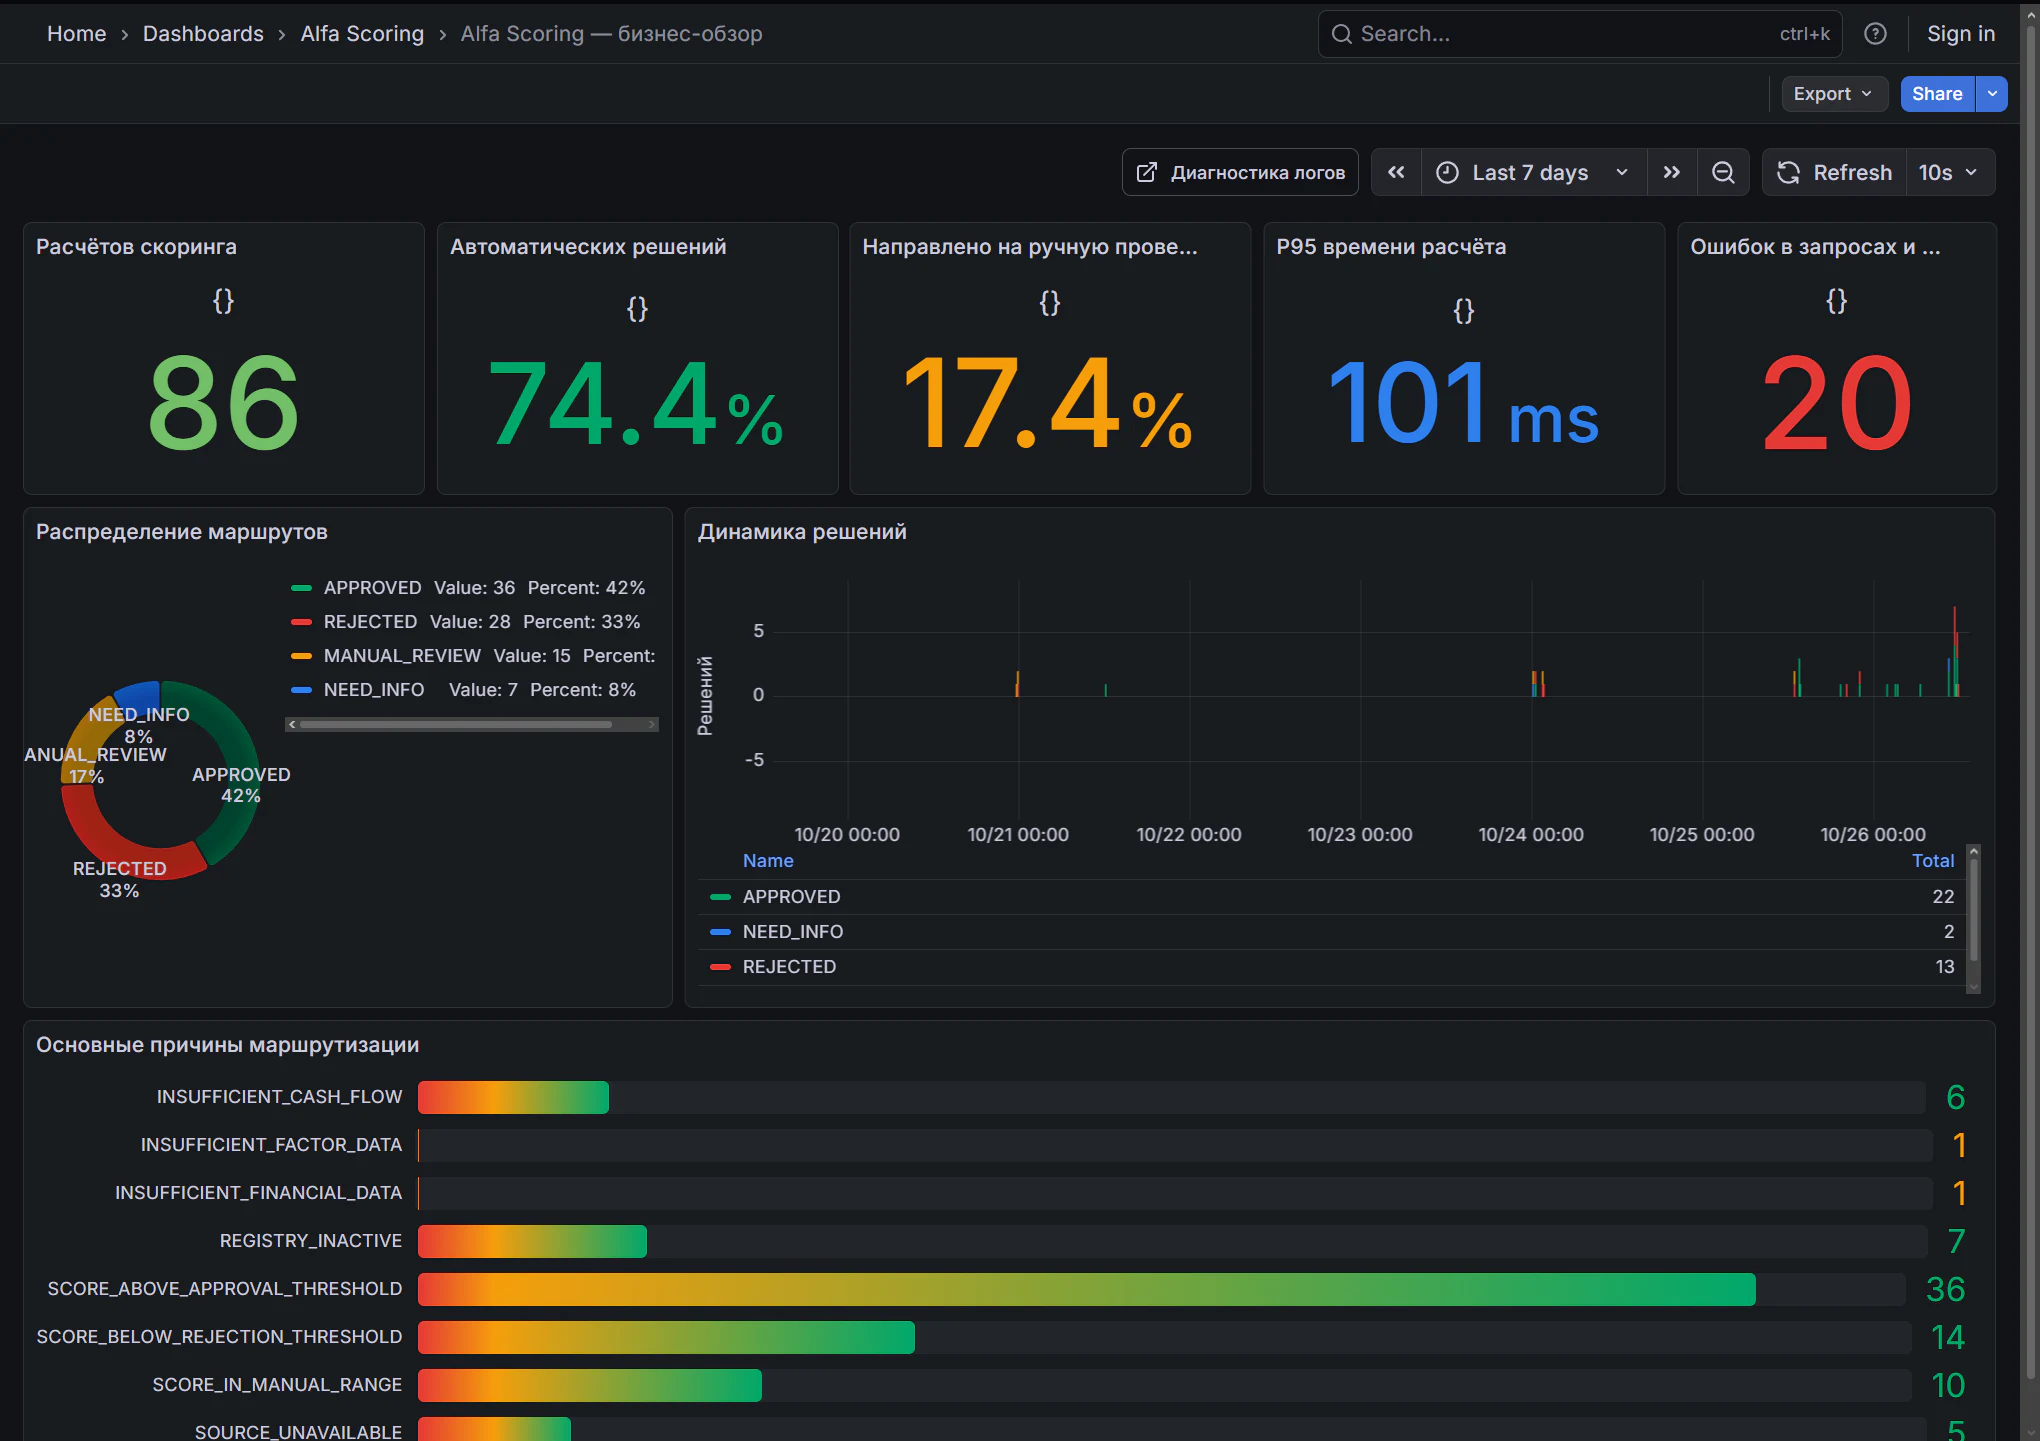 Home › Dashboards › Alfa Scoring › Alfa Scoring — бизнес-обзор
Search... ctrl+k
Sign in
Export
Share
Диагностика логов
Last 7 days
Refresh
10s
Расчётов скоринга
{}
86
Автоматических решений
{}
74.4%
Направлено на ручную прове...
{}
17.4%
P95 времени расчёта
{}
101 ms
Ошибок в запросах и ...
{}
20
Распределение маршрутов
APPROVED Value: 36 Percent: 42%
REJECTED Value: 28 Percent: 33%
MANUAL_REVIEW Value: 15 Percent:
NEED_INFO Value: 7 Percent: 8%
NEED_INFO
8%
ANUAL_REVIEW
17%
APPROVED
42%
REJECTED
33%
Динамика решений
Решений
5
0
-5
10/20 00:00
10/21 00:00
10/22 00:00
10/23 00:00
10/24 00:00
10/25 00:00
10/26 00:00
Name Total
APPROVED 22
NEED_INFO 2
REJECTED 13
Основные причины маршрутизации
INSUFFICIENT_CASH_FLOW 6
INSUFFICIENT_FACTOR_DATA 1
INSUFFICIENT_FINANCIAL_DATA 1
REGISTRY_INACTIVE 7
SCORE_ABOVE_APPROVAL_THRESHOLD 36
SCORE_BELOW_REJECTION_THRESHOLD 14
SCORE_IN_MANUAL_RANGE 10
SOURCE_UNAVAILABLE 5